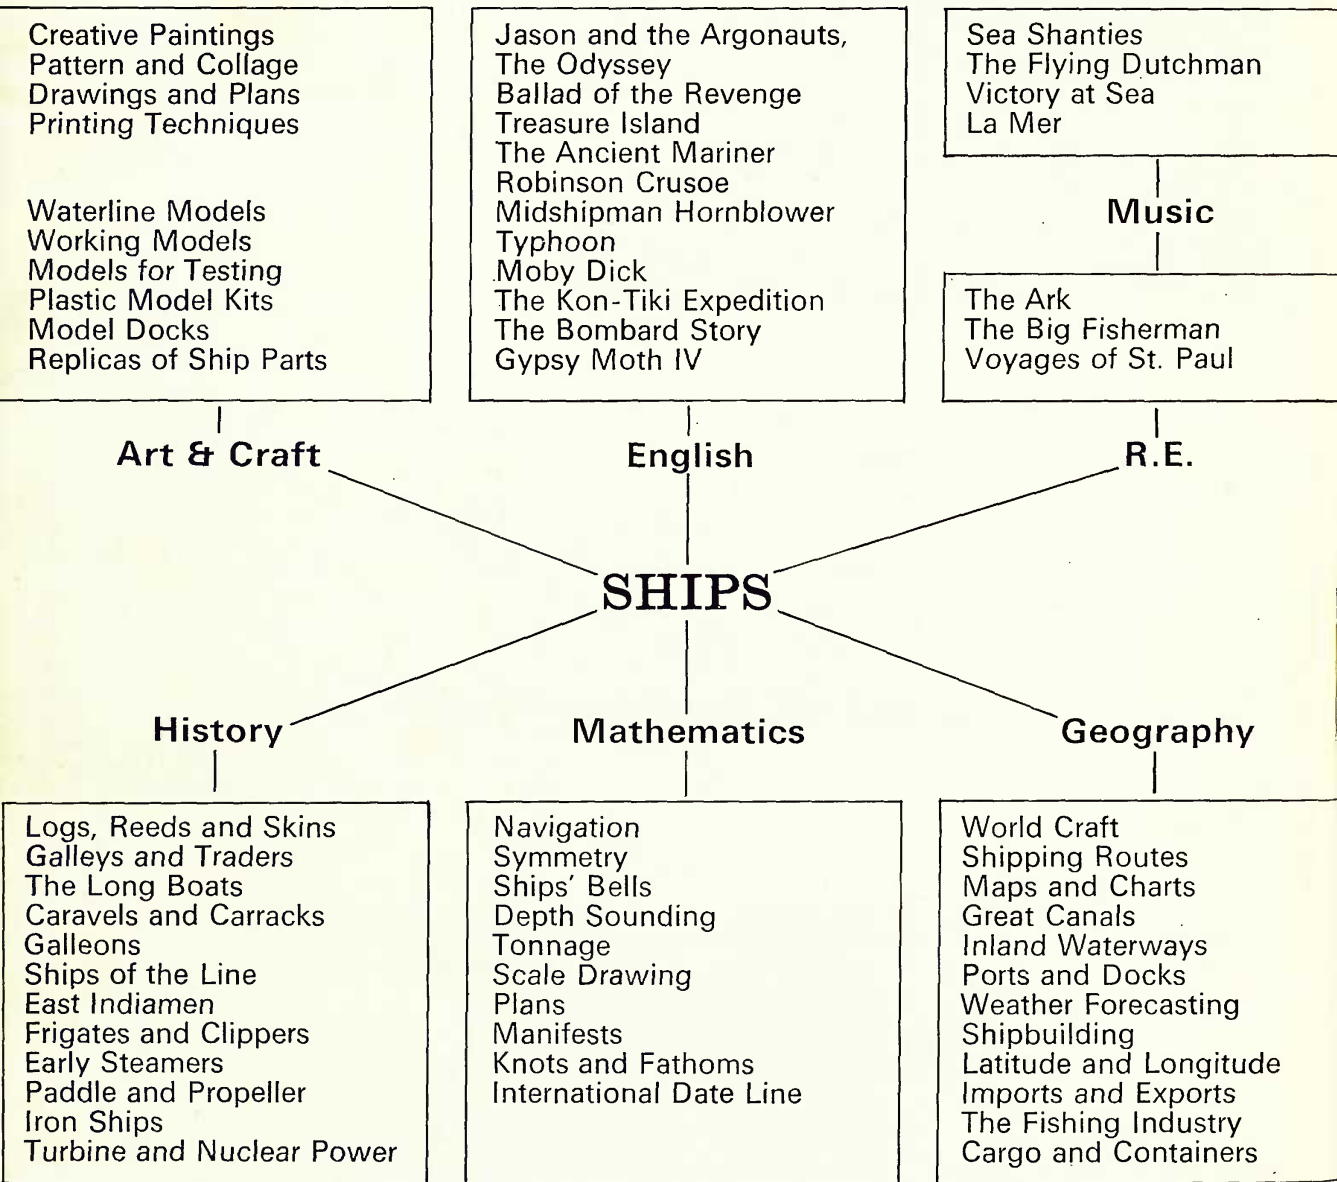 Creative Paintings
Pattern and Collage
Drawings and Plans
Printing Techniques
Waterline Models
Working Models
Models for Testing
Plastic Model Kits
Model Docks
Replicas of Ship Parts
Art & Craft
Jason and the Argonauts,
The Odyssey
Ballad of the Revenge
Treasure Island
The Ancient Mariner
Robinson Crusoe
Midshipman Hornblower
Typhoon
Moby Dick
The Kon-Tiki Expedition
The Bombard Story
Gypsy Moth IV
English
Sea Shanties
The Flying Dutchman
Victory at Sea
La Mer
Music
The Ark
The Big Fisherman
Voyages of St. Paul
R.E.
SHIPS
History
Logs, Reeds and Skins
Galleys and Traders
The Long Boats
Caravels and Carracks
Galleons
Ships of the Line
East Indiamen
Frigates and Clippers
Early Steamers
Paddle and Propeller
Iron Ships
Turbine and Nuclear Power
Mathematics
Navigation
Symmetry
Ships' Bells
Depth Sounding
Tonnage
Scale Drawing
Plans
Manifests
Knots and Fathoms
International Date Line
Geography
World Craft
Shipping Routes
Maps and Charts
Great Canals
Inland Waterways
Ports and Docks
Weather Forecasting
Shipbuilding
Latitude and Longitude
Imports and Exports
The Fishing Industry
Cargo and Containers